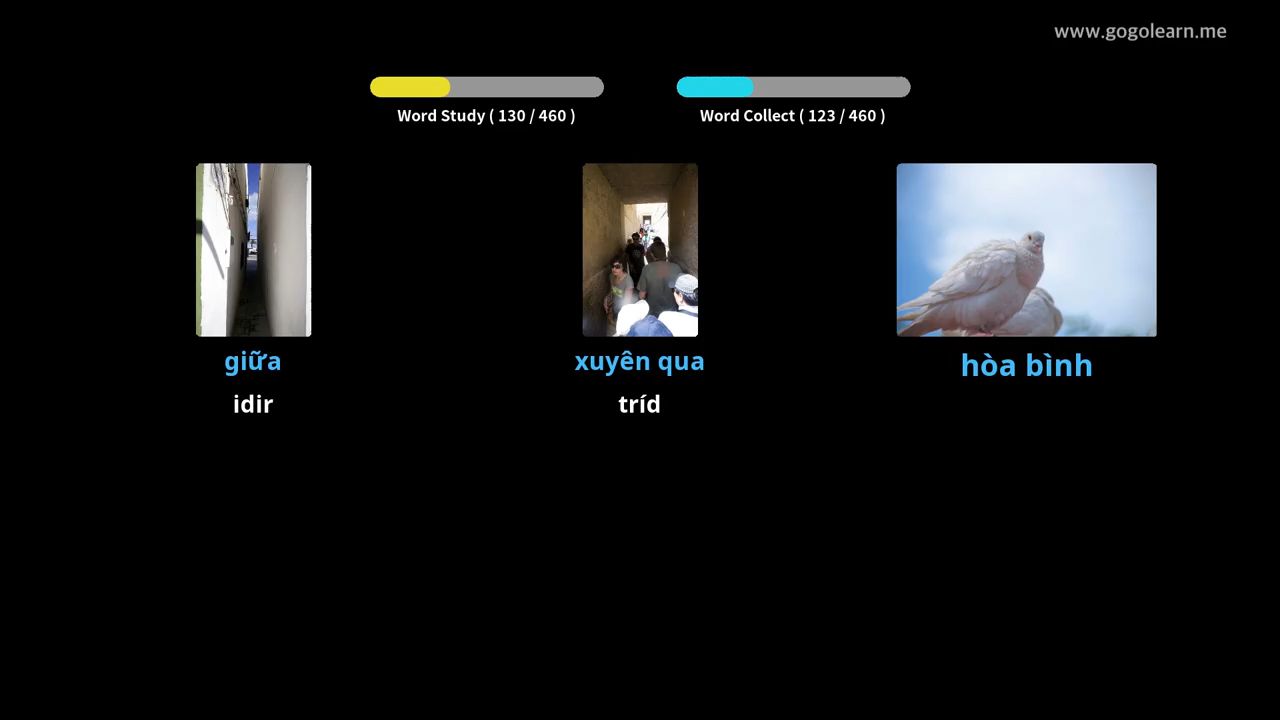 www.gogolearn.me
Word Study ( 130 / 460 )
Word Collect ( 123 / 460 )
giữa
xuyên qua
hòa bình
idir
tríd